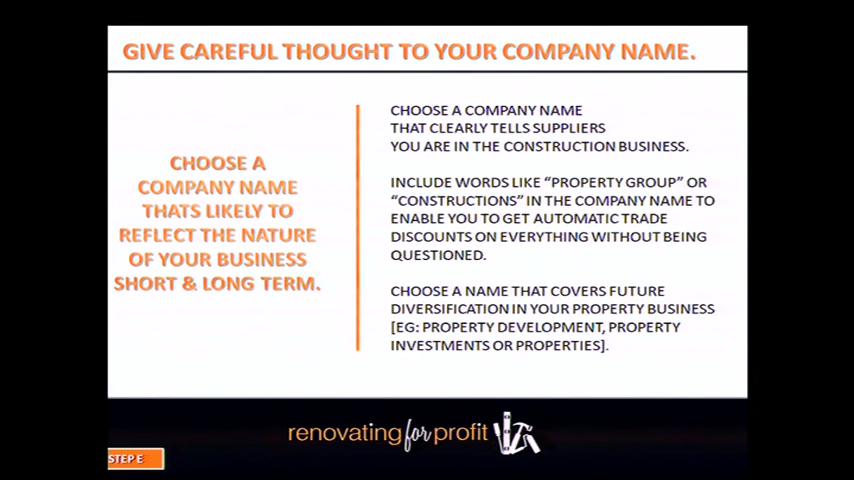 GIVE CAREFUL THOUGHT TO YOUR COMPANY NAME.
CHOOSE A
COMPANY NAME
THATS LIKELY TO
REFLECT THE NATURE
OF YOUR BUSINESS
SHORT & LONG TERM.
CHOOSE A COMPANY NAME
THAT CLEARLY TELLS SUPPLIERS
YOU ARE IN THE CONSTRUCTION BUSINESS.
INCLUDE WORDS LIKE “PROPERTY GROUP” OR
“CONSTRUCTIONS” IN THE COMPANY NAME TO
ENABLE YOU TO GET AUTOMATIC TRADE
DISCOUNTS ON EVERYTHING WITHOUT BEING
QUESTIONED.
CHOOSE A NAME THAT COVERS FUTURE
DIVERSIFICATION IN YOUR PROPERTY BUSINESS
[EG: PROPERTY DEVELOPMENT, PROPERTY
INVESTMENTS OR PROPERTIES].
renovating for profit
STEP E